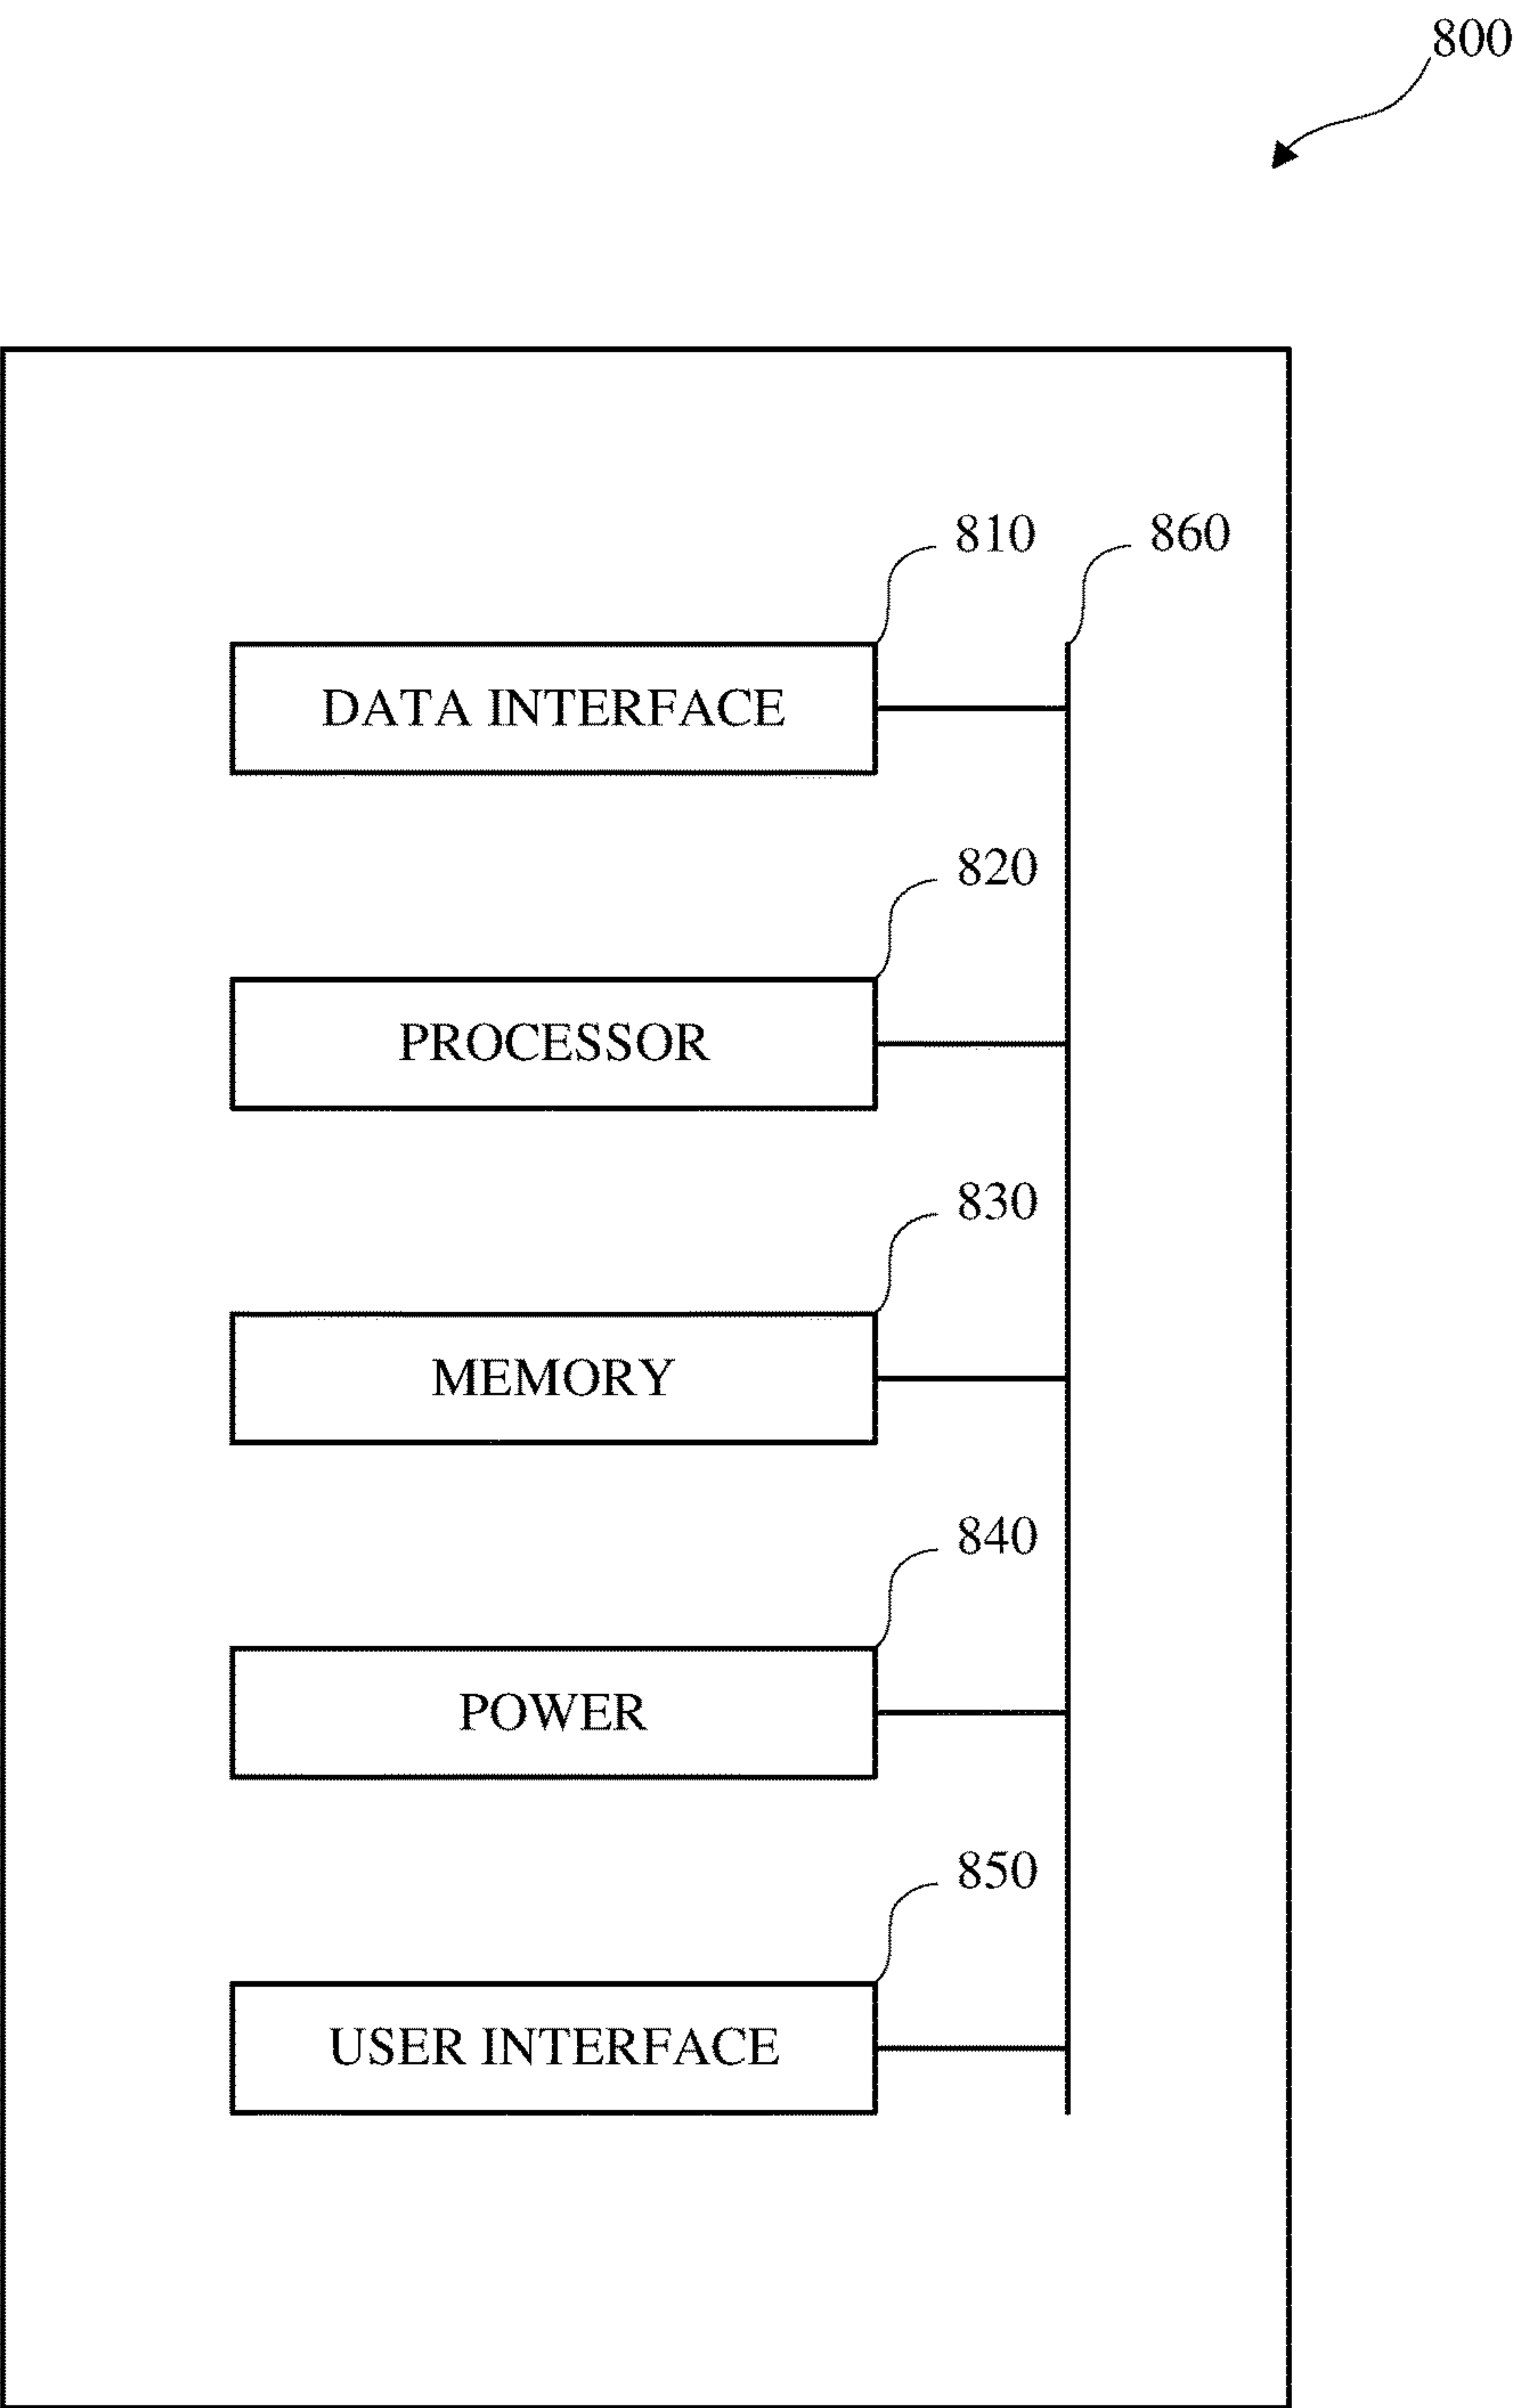 800
810
860
DATA INTERFACE
820
PROCESSOR
830
MEMORY
840
POWER
850
USER INTERFACE